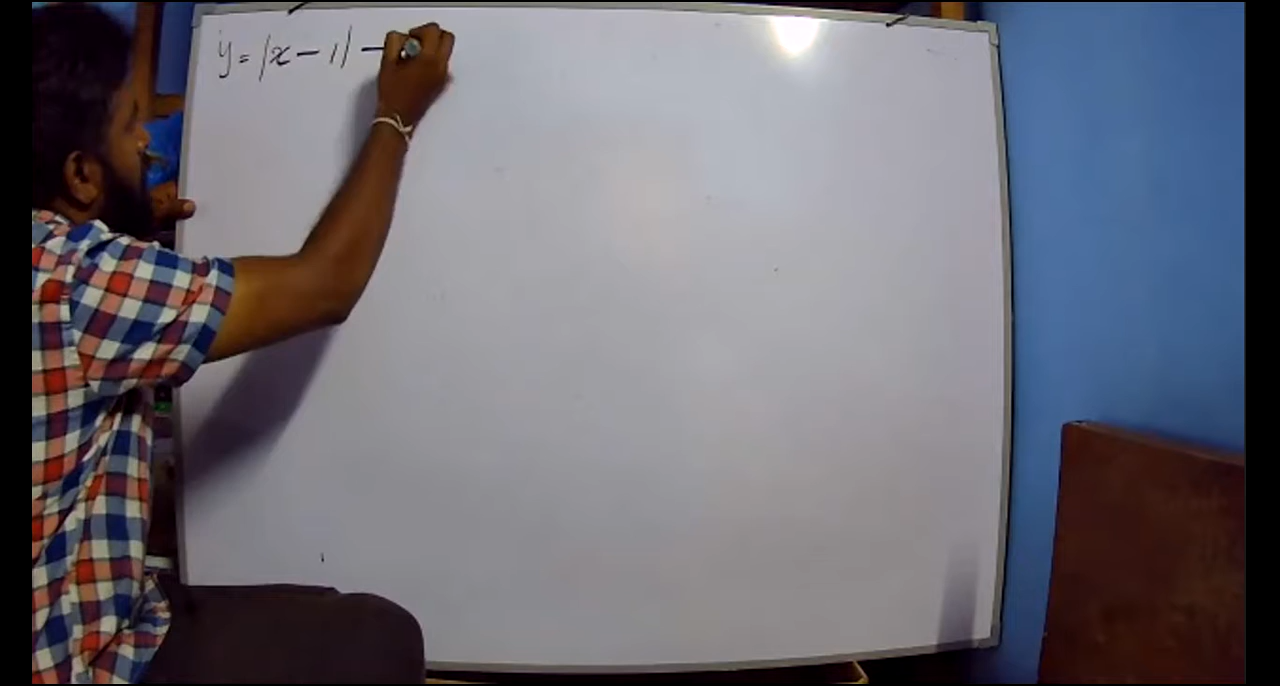 y = |x - 1| -